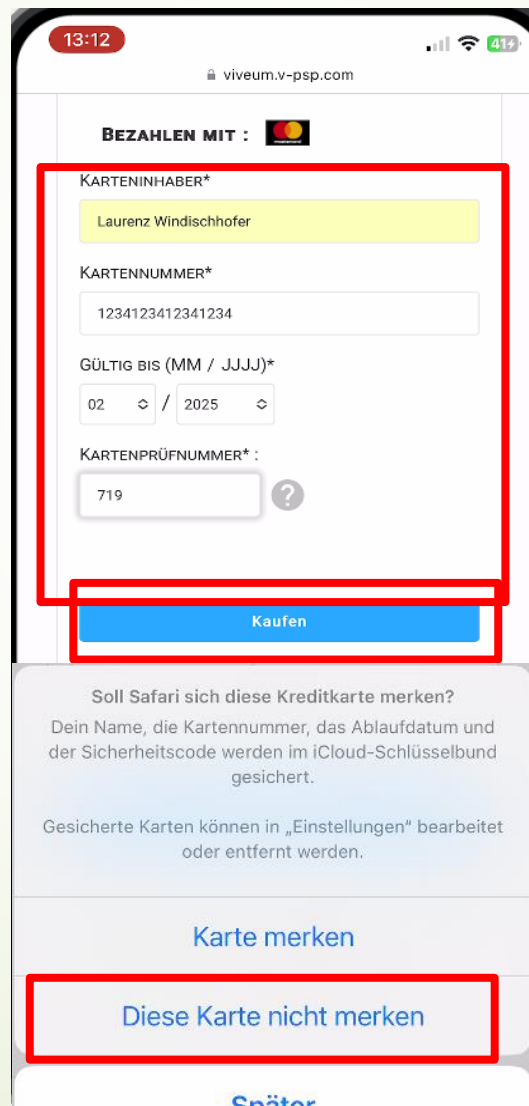 13:12
41
viveum.v-psp.com
BEZAHLEN MIT :
KARTENINHABER*
Laurenz Windischhofer
KARTENNUMMER*
1234123412341234
GÜLTIG BIS (MM / JJJJ)*
02 / 2025
KARTENPRÜFNUMMER* :
719 ?
Kaufen
Soll Safari sich diese Kreditkarte merken?
Dein Name, die Kartennummer, das Ablaufdatum und
der Sicherheitscode werden im iCloud-Schlüsselbund
gesichert.
Gesicherte Karten können in „Einstellungen" bearbeitet
oder entfernt werden.
Karte merken
Diese Karte nicht merken
Später